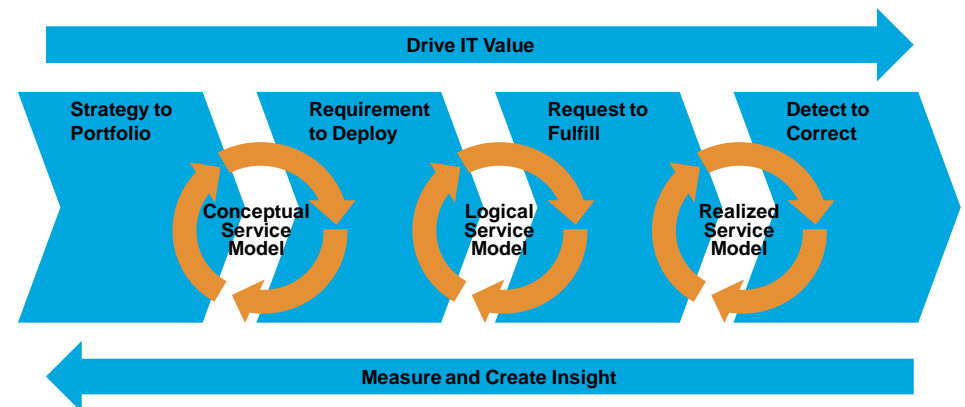 Drive IT Value
Strategy to
Portfolio
Requirement
to Deploy
Request to
Fulfill
Detect to
Correct
Conceptual
Service
Model
Logical
Service
Model
Realized
Service
Model
Measure and Create Insight